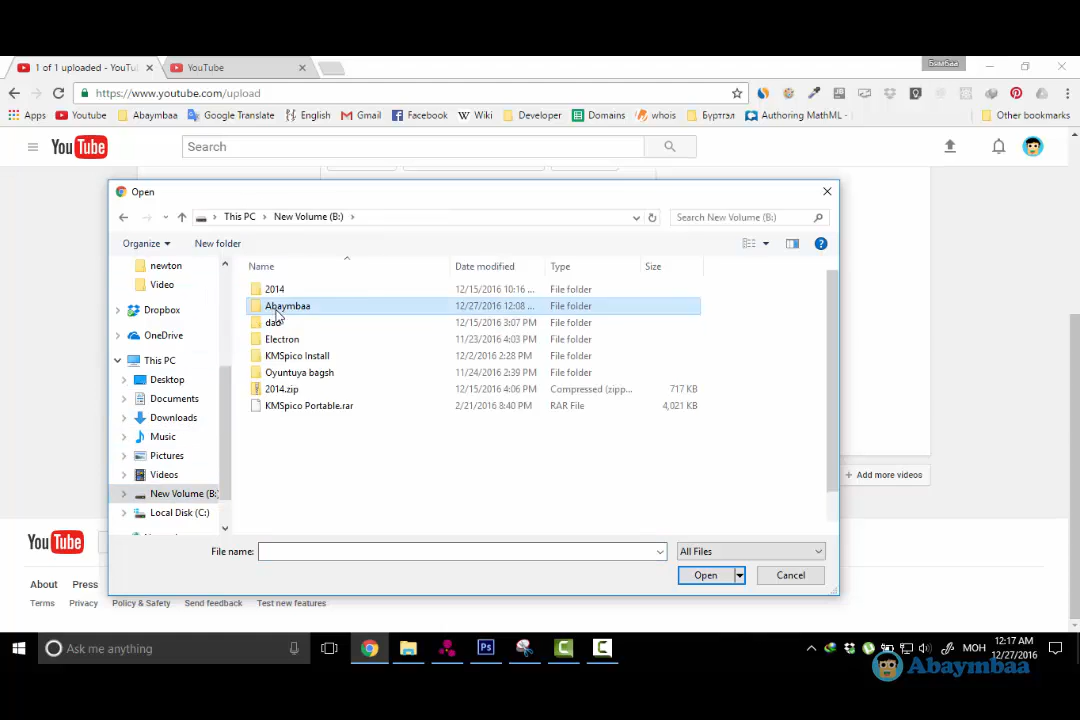 1 of 1 uploaded - YouTu
YouTube
https://www.youtube.com/upload
Apps Youtube Abaymbaa Google Translate English Gmail Facebook Wiki Developer Domains whois Бүртгэл Authoring MathML - Other bookmarks
YouTube Search
Open
This PC New Volume (B:) Search New Volume (B:)
Organize New folder
Name Date modified Type Size
newton
Video
Dropbox
OneDrive
This PC
Desktop
Documents
Downloads
Music
Pictures
Videos
New Volume (B:
Local Disk (C:)
2014 12/15/2016 10:16 ... File folder
Abaymbaa 12/27/2016 12:08 ... File folder
dao 12/15/2016 3:07 PM File folder
Electron 11/23/2016 4:03 PM File folder
KMSpico Install 12/2/2016 2:28 PM File folder
Oyuntuya bagsh 11/24/2016 2:39 PM File folder
2014.zip 12/15/2016 4:06 PM Compressed (zipp... 717 KB
KMSpico Portable.rar 2/21/2016 8:40 PM RAR File 4,021 KB
+ Add more videos
File name: All Files
Open Cancel
YouTube
About Press
Terms Privacy Policy & Safety Send feedback Test new features
Ask me anything
Ps
МОН
12:17 AM
12/27/2016
Abaymbaa